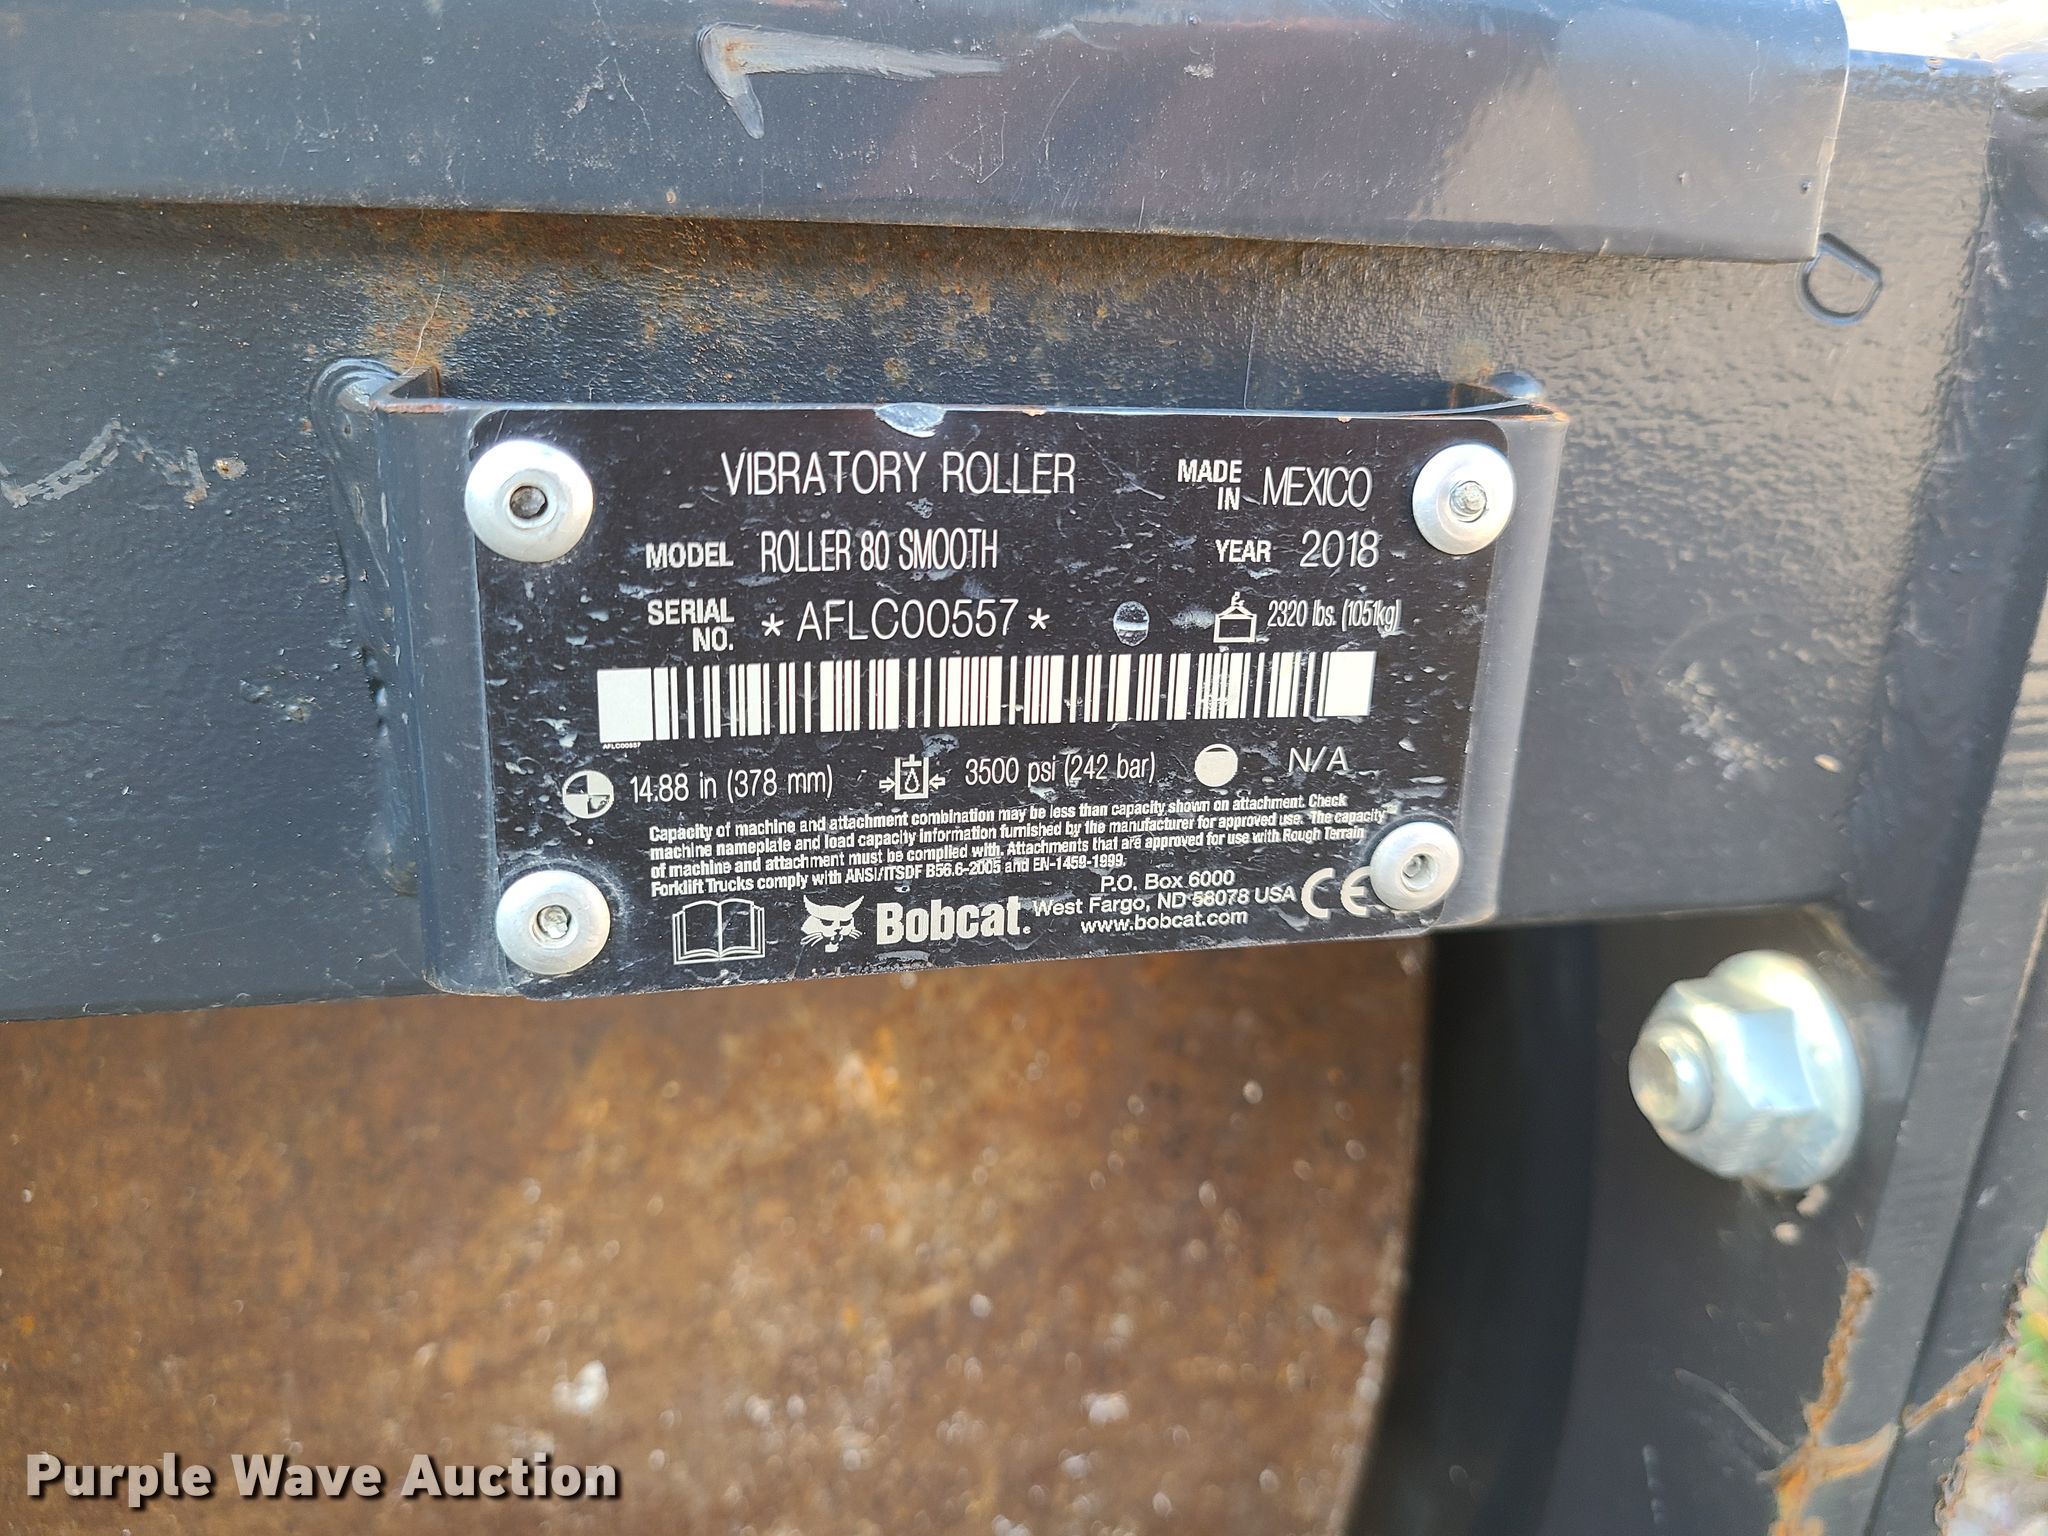 VIBRATORY ROLLER
MADE IN MEXICO
MODEL ROLLER 80 SMOOTH
YEAR 2018
SERIAL NO. *AFLC00557*
2320 lbs. (1051kg)
AFLC00557
14.88 in (378 mm)
3500 psi (242 bar)
N/A
Capacity of machine and attachment combination may be less than capacity shown on attachment. Check
machine nameplate and load capacity information furnished by the manufacturer for approved use. The capacity
of machine and attachment must be complied with. Attachments that are approved for use with Rough Terrain
Forklift Trucks comply with ANSI/ITSDF B56.6-2005 and EN-1459-1999.
Bobcat.
P.O. Box 6000
West Fargo, ND 58078 USA
www.bobcat.com
CE
Purple Wave Auction